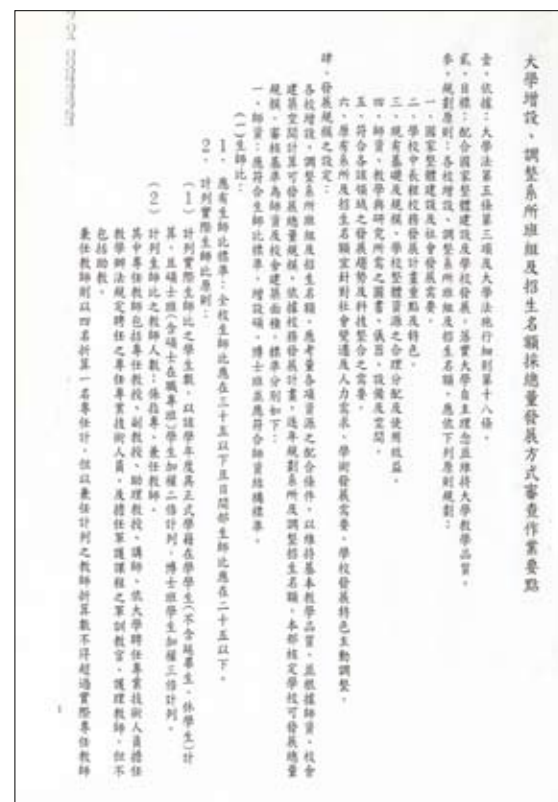 大學增設、調整系所班組及招生名額採總量發展方式審查作業要點
壹、依據：大學法第五條第三項及大學法施行細則第十八條。
貳、目標：配合國家整體建設及學校發展，落實大學自主理念並維持大學教學品質。
參、規劃原則：各校增設、調整系所班組及招生名額，應依下列原則規劃：
一、國家整體建設及社會發展需要。
二、學校中長程校務發展計畫重點及特色。
三、現有基礎及規模、學校整體資源之合理分配及使用效益。
四、師資、教學與研究所需之圖書、儀器、設備及空間。
五、符合各該領域之發展趨勢及科技整合之需要。
六、原有系所及招生名額宜針對社會變遷及人力需求、學術發展需要、學校發展特色主動調整。
肆、發展規模之設定：
各校增設、調整系所班組及招生名額，應考量各項資源之配合條件，以維持基本教學品質，並根據師資、校舍
建築空間計算可發展總量規模，依據校務發展計畫，逐年規劃系所及調整招生名額，本部核定學校可發展總量
規模，審核基準為師資及校舍建築面積，標準分別如下：
一、師資：應符合生師比標準，增設碩、博士班並應符合師資結構標準。
(一)生師比：
1. 應有生師比標準：全校生師比應在三十五以下且日間部生師比應在二十五以下。
2. 計列實際生師比原則：
(1) 計列實際生師比之學生數，以該學年度具正式學籍在學學生(不含延畢生、休學生)計
算，且碩士班(含碩士在職專班)學生加權二倍計列，博士班學生加權三倍計列。
(2) 計列生師比之教師人數：係指專、兼任教師。
其中專任教師包括專任教授、副教授、助理教授、講師、依大學聘任專業技術人員擔任
教學辦法規定聘任之專任專業技術人員，及擔任軍護課程之軍訓教官、護理教師，但不
包括助教。
兼任教師則以四名折算一名專任計，但以兼任計列之教師折算數不得超過實際專任教師
1